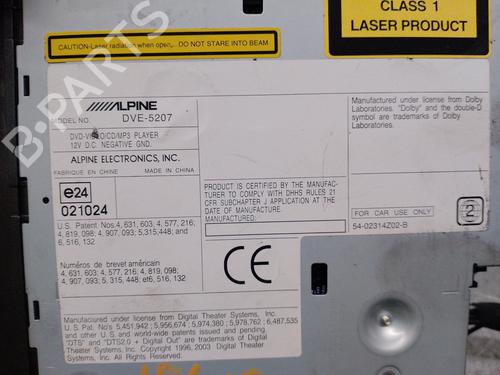 CLASS 1
LASER PRODUCT
CAUTION-Laser radiation when open, DO NOT STARE INTO BEAM
ALPINE
MODEL NO. DVE-5207
DVD-VIDEO/CD/MP3 PLAYER
12V D.C. NEGATIVE GND.
ALPINE ELECTRONICS, INC.
FABRIQUE EN CHINE MADE IN CHINA
e24
021024
U.S. Patent Nos. 4, 631, 603; 4, 577, 216; 4, 819, 098; 4, 907, 093; 5,315,448; and 6, 516, 132
Numéros de brevet américain
4, 631, 603; 4, 577, 216; 4, 819, 098;
4, 907, 093; 5, 315, 448; et6, 516, 132
PRODUCT IS CERTIFIED BY THE MANUFAC-
TURER TO COMPLY WITH DHHS RULES 21
CFR SUBCHAPTER J APPLICATION AT THE
DATE OF MANUFACTURE.
MANUFACTURED:
CE
Manufactured under license from Dolby
Laboratories. "Dolby" and the double-D
symbol are trademarks of Dolby
Laboratories.
FOR CAR USE ONLY
2
54-02314Z02-B
Manufactured under license from Digital Theater Systems, Inc.
U.S. Pat. No's. 5,451,942; 5,956,674; 5,974,380; 5,978,762; 6,487,535
and other U.S. and world-wide patents issued and pending.
"DTS" and "DTS2.0 + Digital Out" are trademarks of Digital
Theater Systems, Inc. Copyright 1996, 2003 Digital Theater
Systems, Inc. All Rights Reserved.
B-PARTS